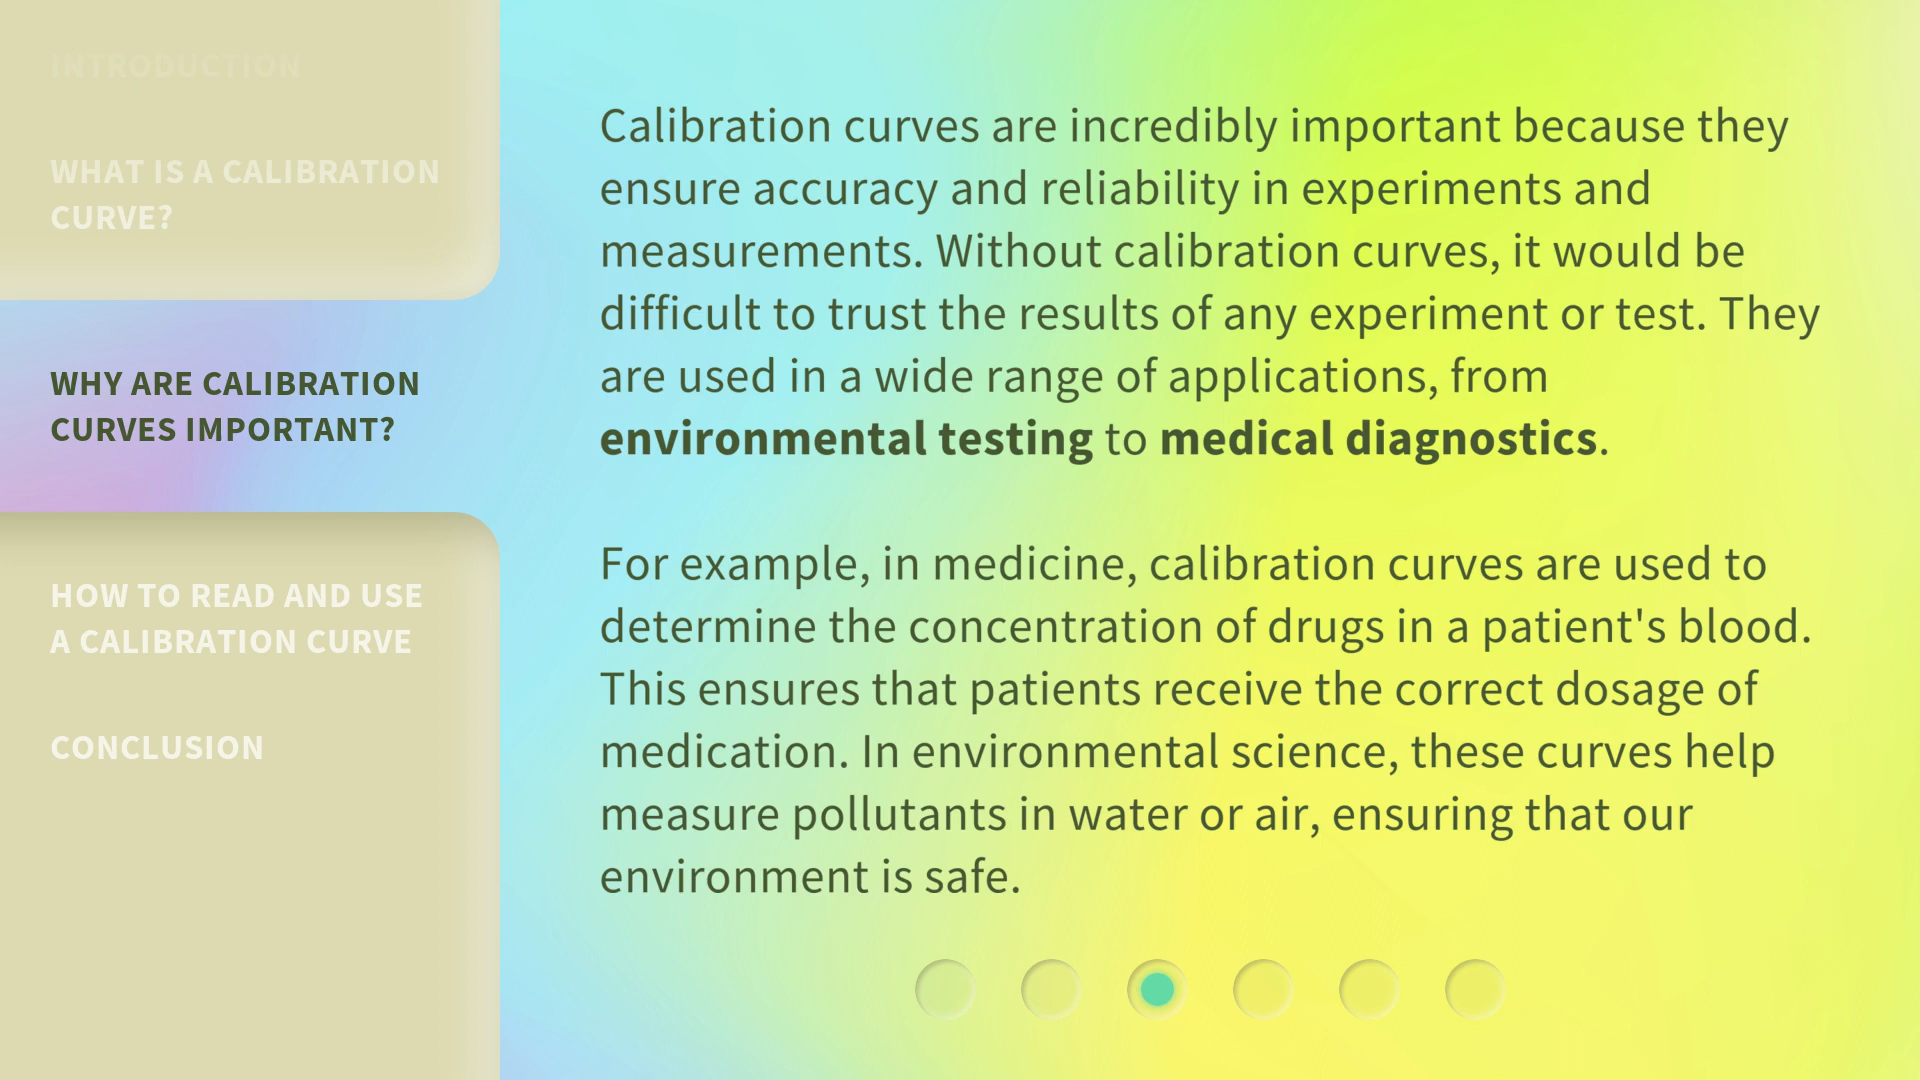 INTRODUCTION
WHAT IS A CALIBRATION
CURVE?
WHY ARE CALIBRATION
CURVES IMPORTANT?
HOW TO READ AND USE
A CALIBRATION CURVE
CONCLUSION
Calibration curves are incredibly important because they
ensure accuracy and reliability in experiments and
measurements. Without calibration curves, it would be
difficult to trust the results of any experiment or test. They
are used in a wide range of applications, from
environmental testing to medical diagnostics.
For example, in medicine, calibration curves are used to
determine the concentration of drugs in a patient's blood.
This ensures that patients receive the correct dosage of
medication. In environmental science, these curves help
measure pollutants in water or air, ensuring that our
environment is safe.